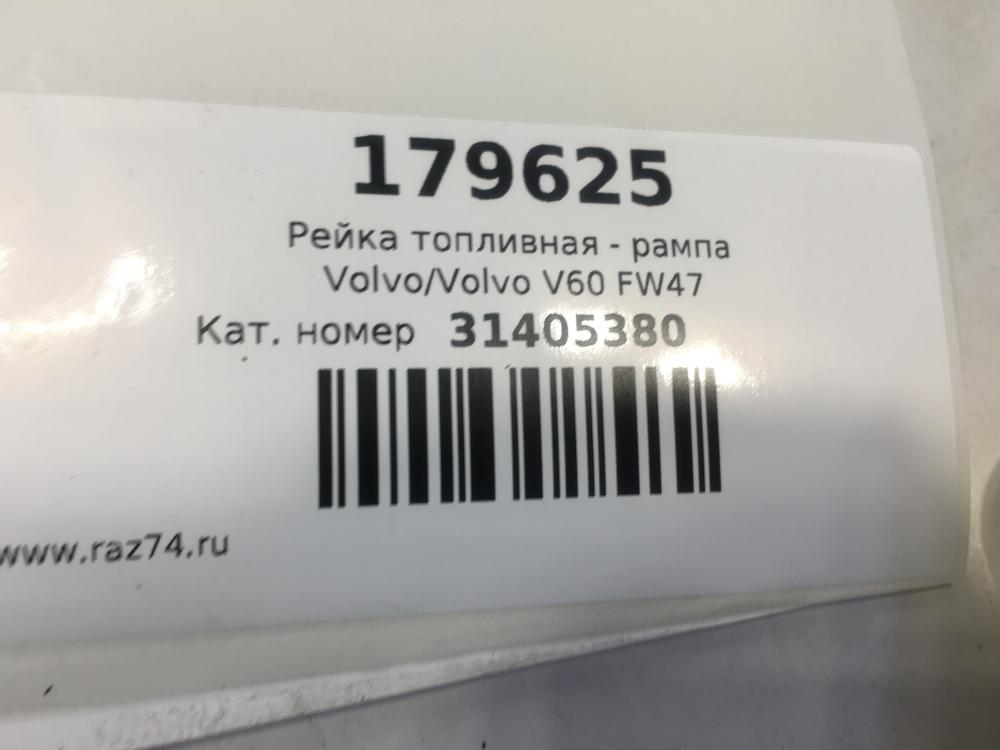 179625
Рейка топливная - рампа
Volvo/Volvo V60 FW47
Кат. номер 31405380
www.raz74.ru